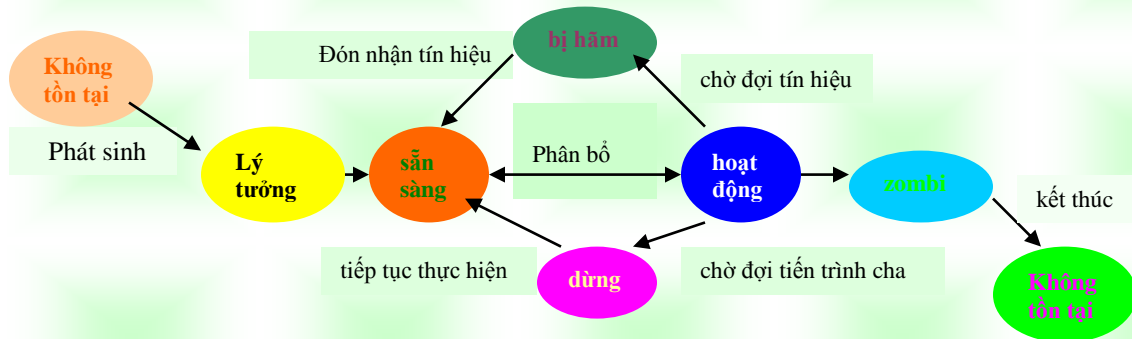 bị hãm
Đón nhận tín hiệu
Không
tồn tại
chờ đợi tín hiệu
Phát sinh
Lý
tưởng
sẵn
sàng
Phân bổ
hoạt
động
zombi
kết thúc
tiếp tục thực hiện
dừng
chờ đợi tiến trình cha
Không
tồn tại